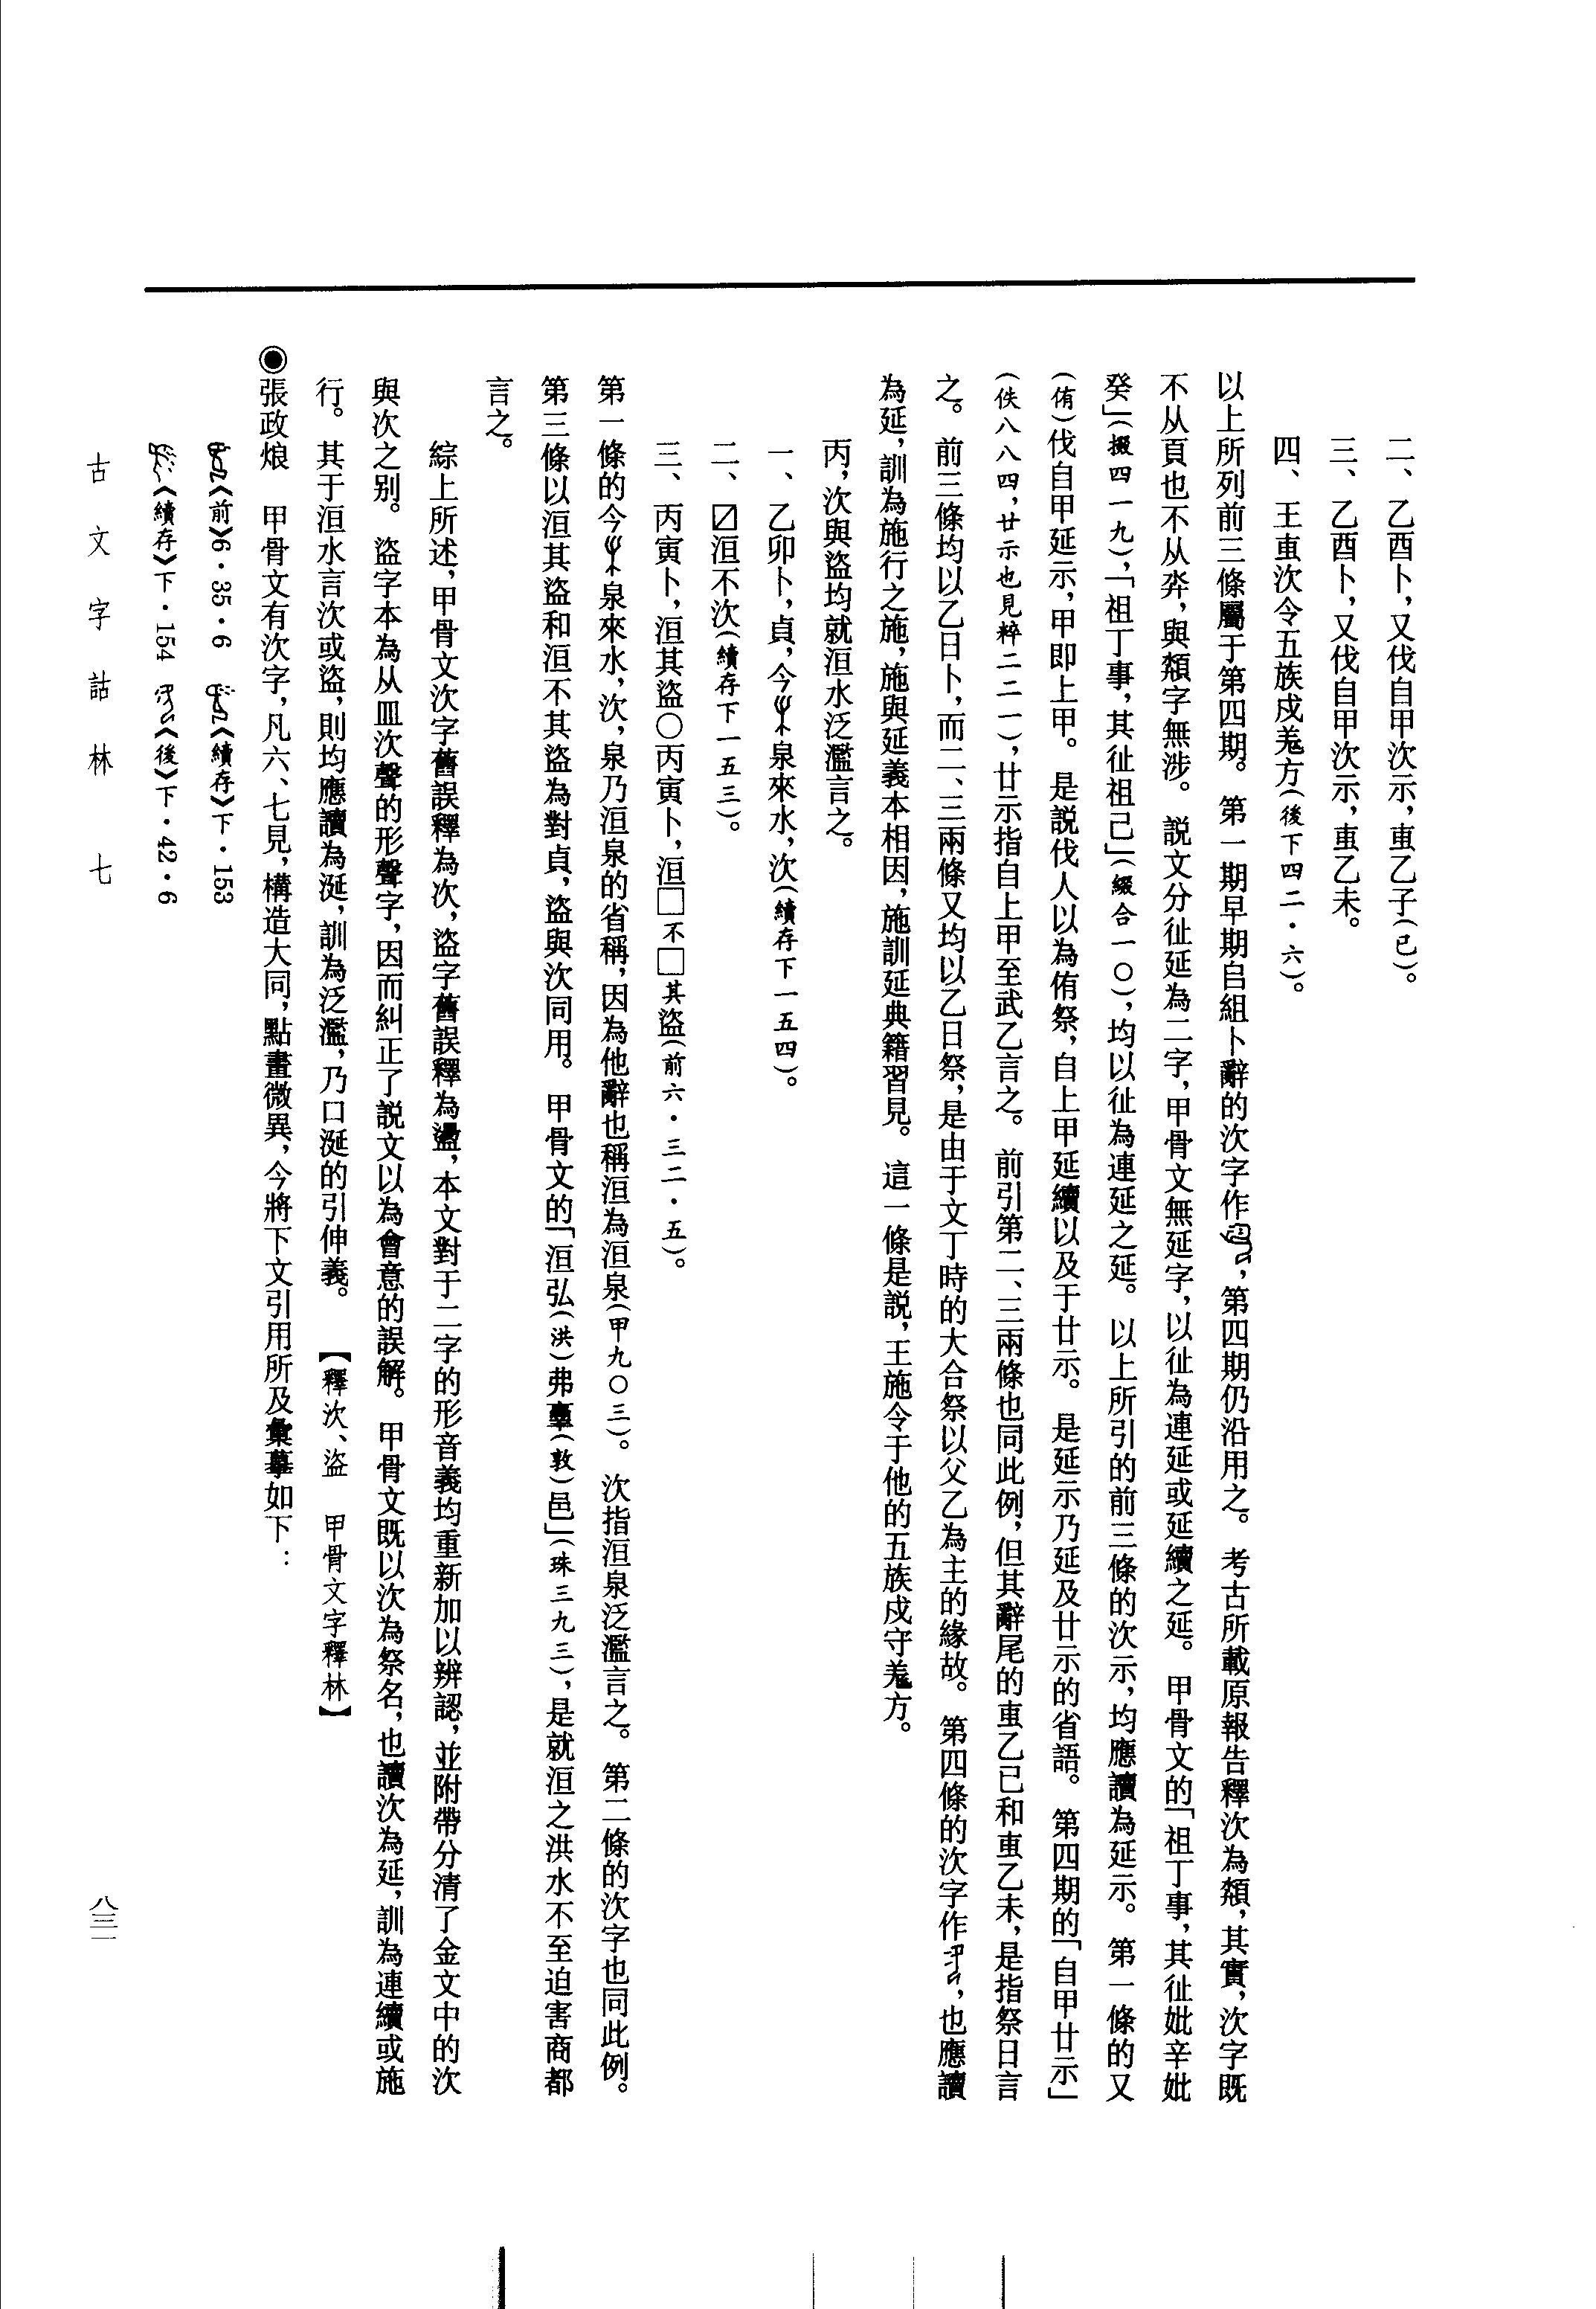 二、乙酉卜，又伐自甲次示，叀乙子（已）。
三、乙酉卜，又伐自甲次示，叀乙未。
四、王叀次令五族戍羌方（後下四二・六）。
以上所列前三條屬于第四期。第一期早期𠂤組卜辭的次字作，第四期仍沿用之。考古所載原報告釋次為頮，其實，次字既
不从頁也不从廾，與頮字無涉。説文分㢟延為二字，甲骨文無延字，以㢟為連延或延續之延。甲骨文的「祖丁事，其㢟妣辛妣
癸」（掇四一九），「祖丁事，其㢟祖己」（綴合一〇），均以㢟為連延之延。以上所引的前三條的次示，均應讀為延示。第一條的又
（侑）伐自甲延示，甲即上甲。是説伐人以為侑祭，自上甲延續以及于廿示。是延示乃延及廿示的省語。第四期的「自甲廿示」
（佚八八四，廿示也見粹二二一），廿示指自上甲至武乙言之。前引第二、三兩條也同此例，但其辭尾的叀乙已和叀乙未，是指祭日言
之。前三條均以乙日卜，而二、三兩條又均以乙日祭，是由于文丁時的大合祭以父乙為主的緣故。第四條的次字作，也應讀
為延，訓為施行之施，施與延義本相因，施訓延典籍習見。這一條是説，王施令于他的五族戍守羌方。
丙，次與盜均就洹水泛濫言之。
一、乙卯卜，貞，今泉來水，次（續存下一五四）。
二、〼洹不次（續存下一五三）。
三、丙寅卜，洹其盜〇丙寅卜，洹□不□其盜（前六・三二・五）。
第一條的今泉來水，次，泉乃洹泉的省稱，因為他辭也稱洹為洹泉（甲九〇三）。次指洹泉泛濫言之。第二條的次字也同此例。
第三條以洹其盜和洹不其盜為對貞，盜與次同用。甲骨文的「洹弘（洪）弗𦎫（敦）邑」（珠三九三），是就洹之洪水不至迫害商都
言之。
綜上所述，甲骨文次字舊誤釋為次，盜字舊誤釋為盪，本文對于二字的形音義均重新加以辨認，並附帶分清了金文中的次
與次之別。盜字本為从皿次聲的形聲字，因而糾正了説文以為會意的誤解。甲骨文既以次為祭名，也讀次為延，訓為連續或施
行。其于洹水言次或盜，則均應讀為涎，訓為泛濫，乃口涎的引伸義。【釋次、盜　甲骨文字釋林】
◉張政烺　甲骨文有次字，凡六、七見，構造大同，點畫微異，今將下文引用所及彙摹如下：
《前》6・35・6　《續存》下・153
《續存》下・154　《後》下・42・6
古文字詁林　七
八三一